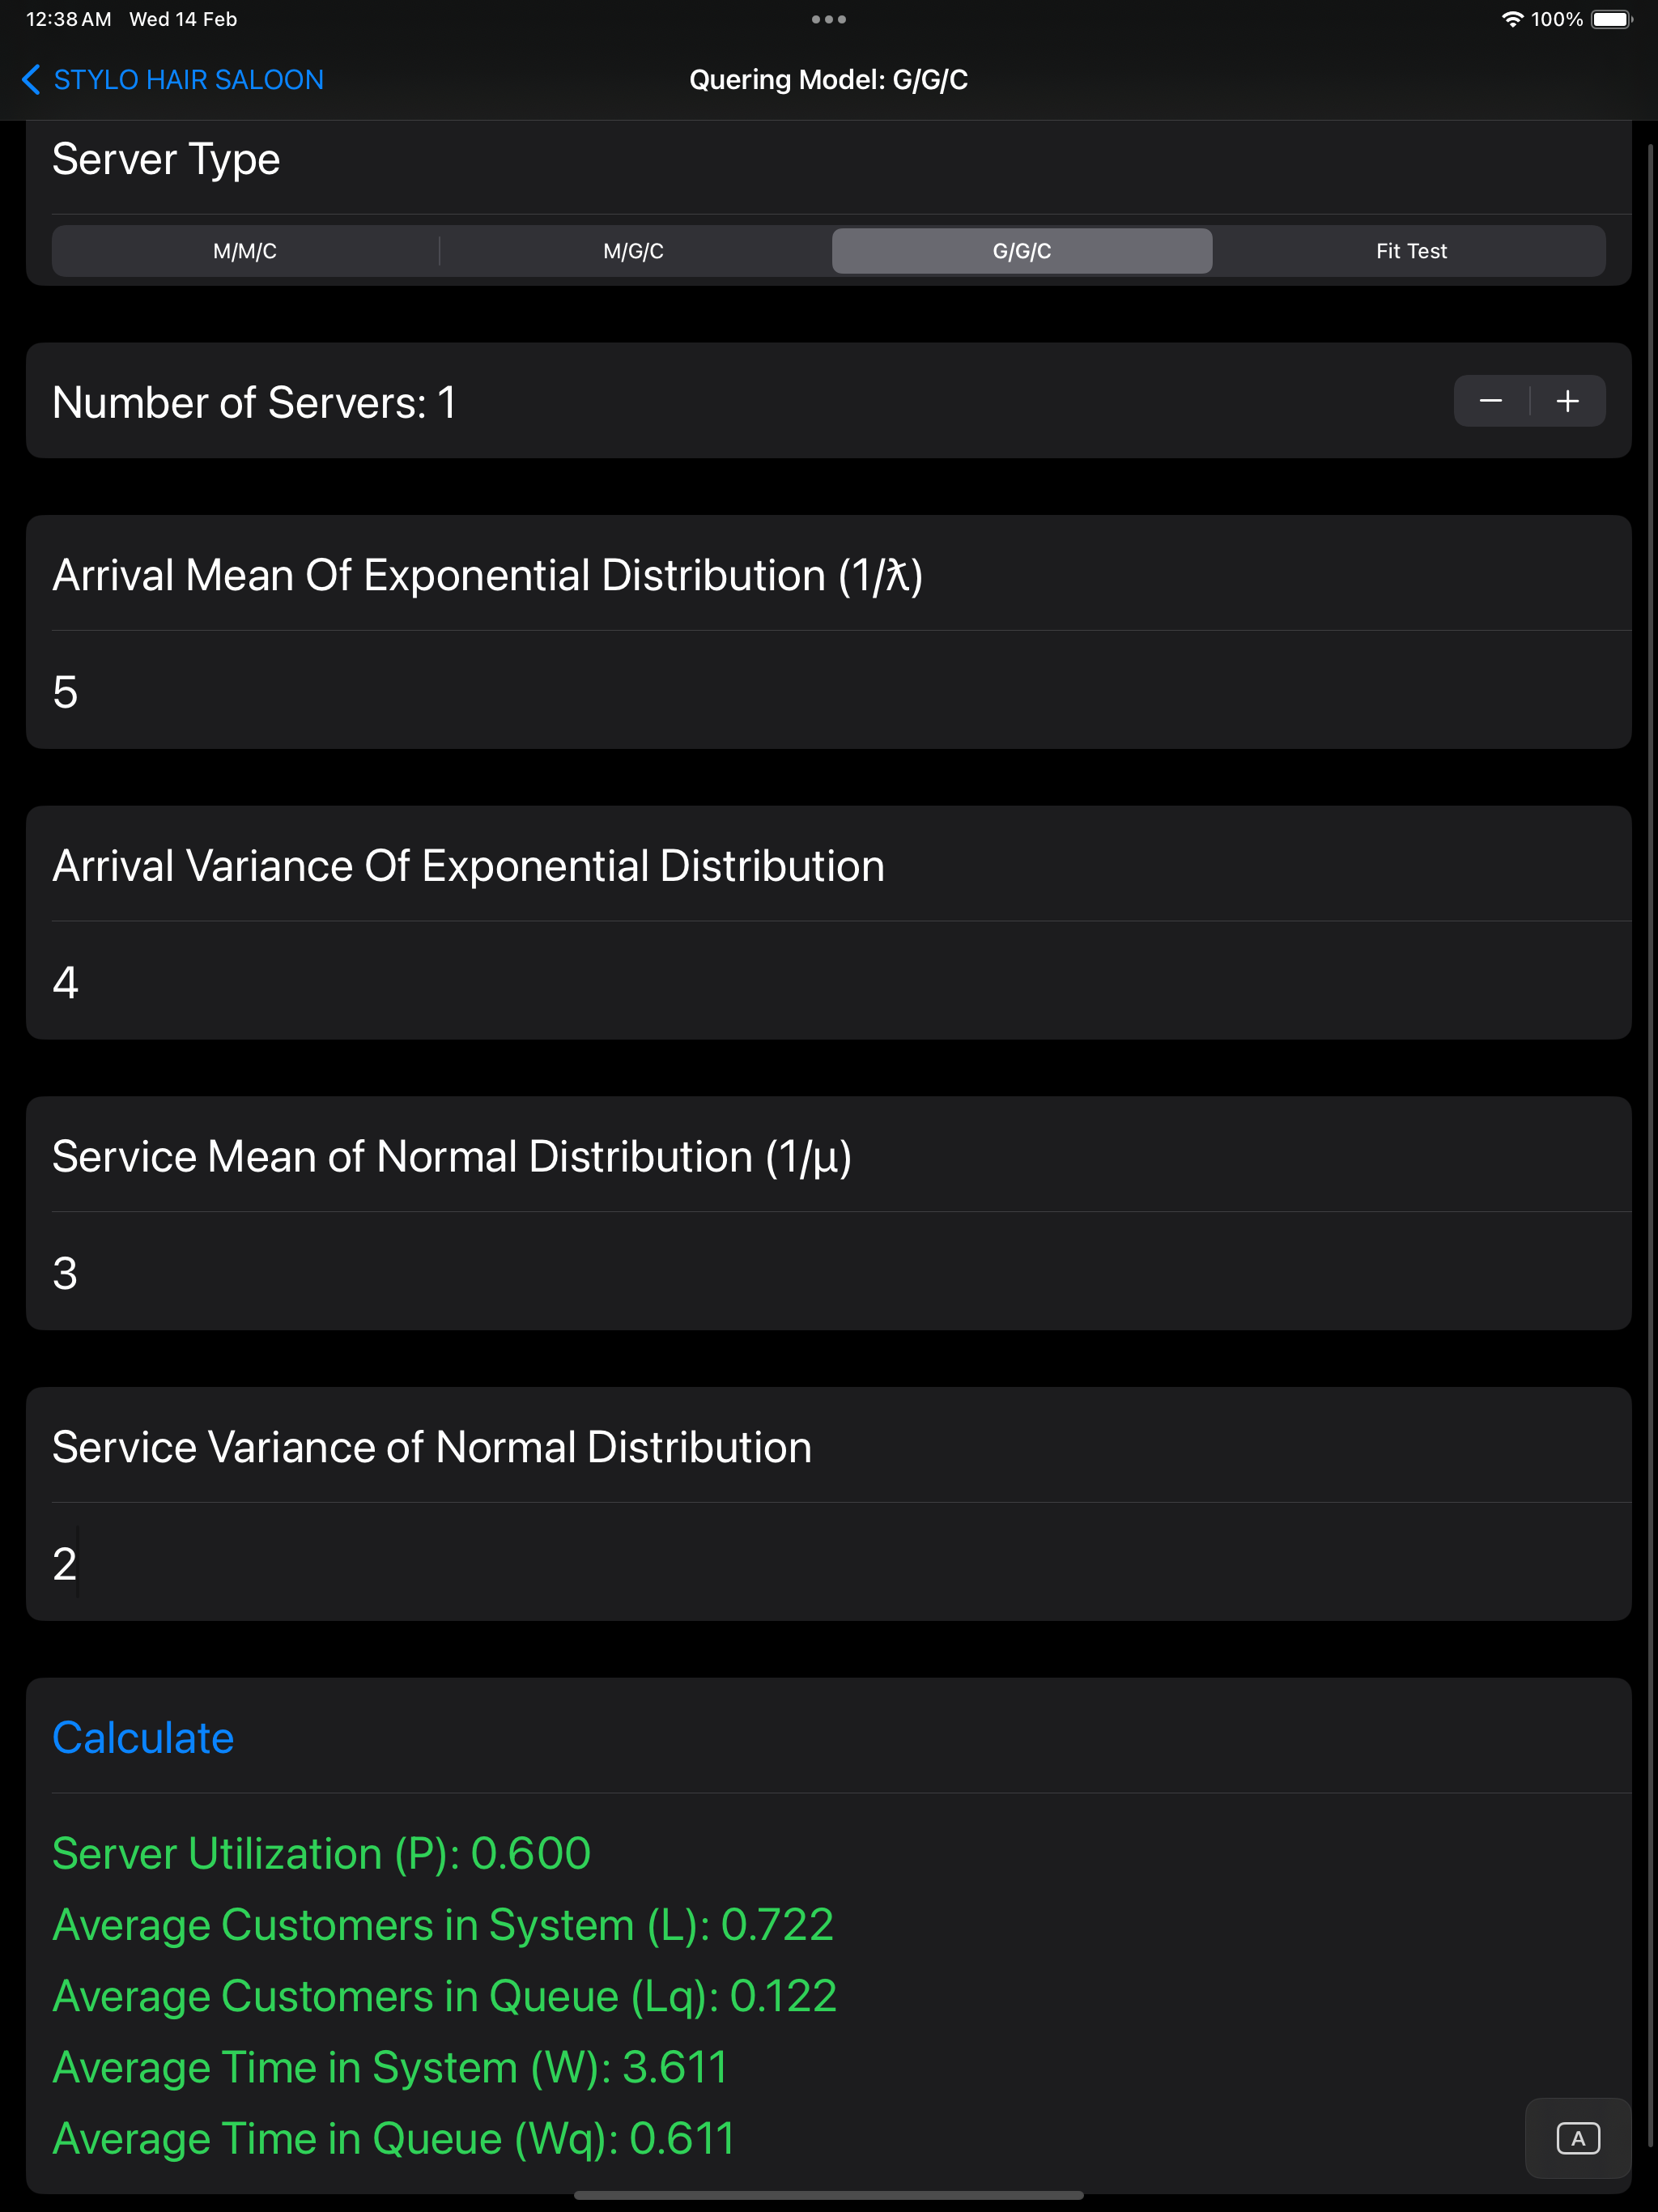 12:38 AM Wed 14 Feb
100%
STYLO HAIR SALOON
Quering Model: G/G/C
Server Type
M/M/C M/G/C G/G/C Fit Test
Number of Servers: 1
Arrival Mean Of Exponential Distribution (1/ƛ)
5
Arrival Variance Of Exponential Distribution
4
Service Mean of Normal Distribution (1/μ)
3
Service Variance of Normal Distribution
2
Calculate
Server Utilization (P): 0.600
Average Customers in System (L): 0.722
Average Customers in Queue (Lq): 0.122
Average Time in System (W): 3.611
Average Time in Queue (Wq): 0.611
A